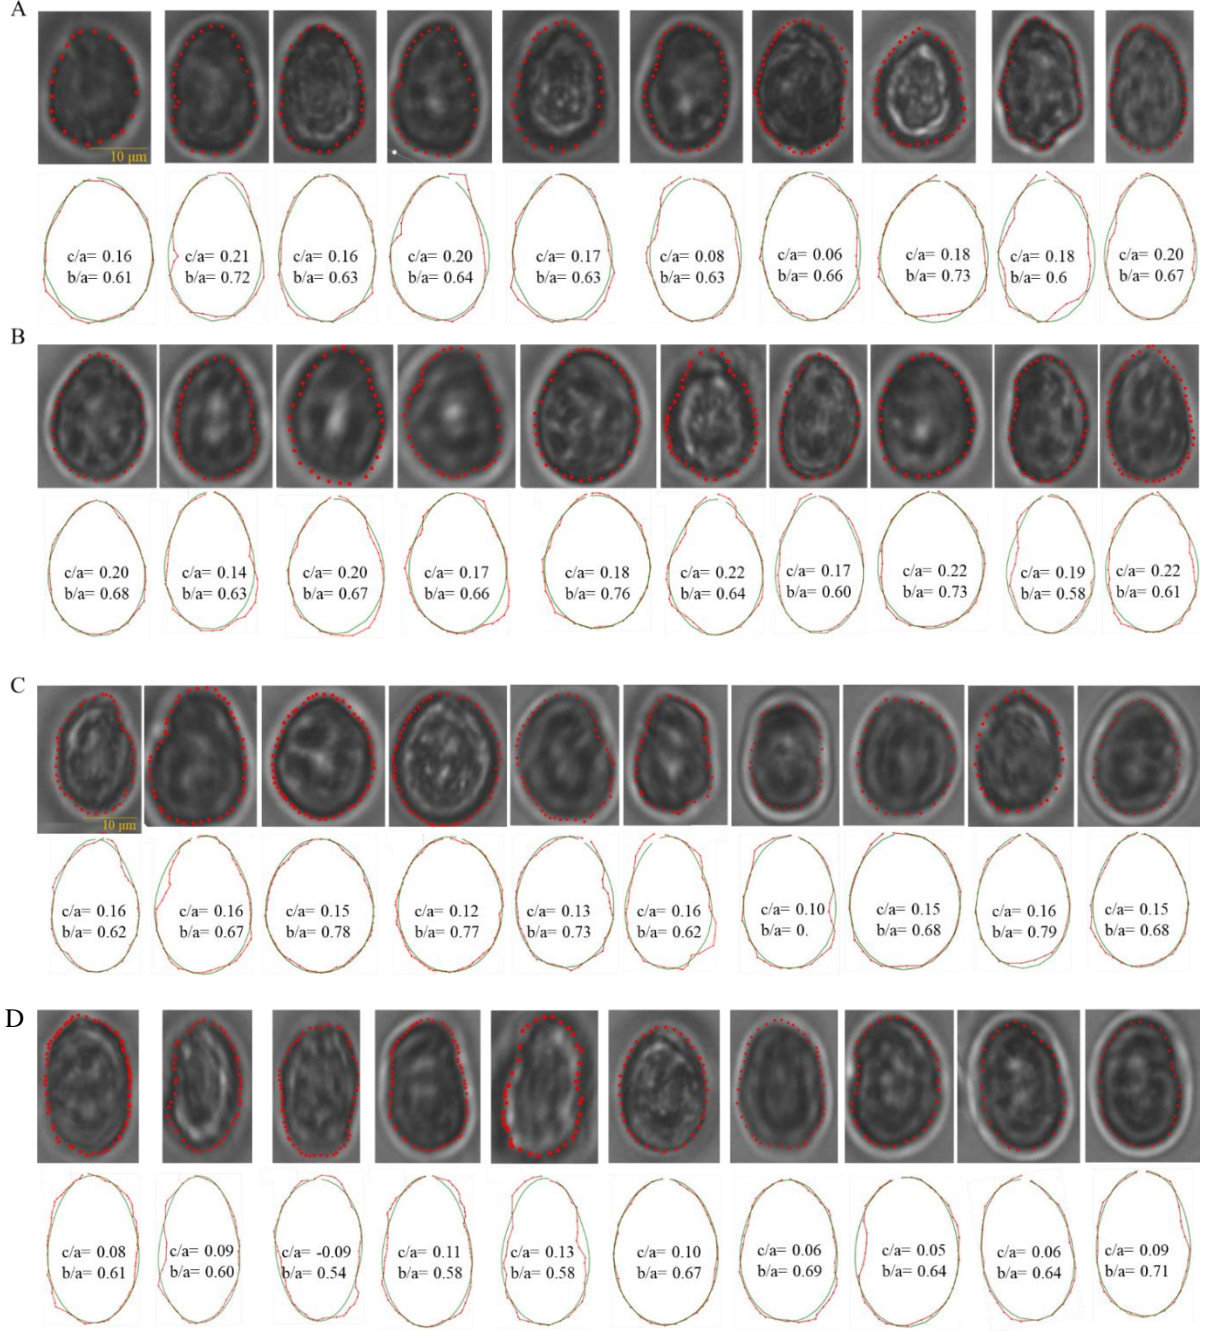 A
10 µm
c/a= 0.16
b/a= 0.61
c/a= 0.21
b/a= 0.72
c/a= 0.16
b/a= 0.63
c/a= 0.20
b/a= 0.64
c/a= 0.17
b/a= 0.63
c/a= 0.08
b/a= 0.63
c/a= 0.06
b/a= 0.66
c/a= 0.18
b/a= 0.73
c/a= 0.18
b/a= 0.6
c/a= 0.20
b/a= 0.67
B
c/a= 0.20
b/a= 0.68
c/a= 0.14
b/a= 0.63
c/a= 0.20
b/a= 0.67
c/a= 0.17
b/a= 0.66
c/a= 0.18
b/a= 0.76
c/a= 0.22
b/a= 0.64
c/a= 0.17
b/a= 0.60
c/a= 0.22
b/a= 0.73
c/a= 0.19
b/a= 0.58
c/a= 0.22
b/a= 0.61
C
10 µm
c/a= 0.16
b/a= 0.62
c/a= 0.16
b/a= 0.67
c/a= 0.15
b/a= 0.78
c/a= 0.12
b/a= 0.77
c/a= 0.13
b/a= 0.73
c/a= 0.16
b/a= 0.62
c/a= 0.10
b/a= 0.
c/a= 0.15
b/a= 0.68
c/a= 0.16
b/a= 0.79
c/a= 0.15
b/a= 0.68
D
c/a= 0.08
b/a= 0.61
c/a= 0.09
b/a= 0.60
c/a= -0.09
b/a= 0.54
c/a= 0.11
b/a= 0.58
c/a= 0.13
b/a= 0.58
c/a= 0.10
b/a= 0.67
c/a= 0.06
b/a= 0.69
c/a= 0.05
b/a= 0.64
c/a= 0.06
b/a= 0.64
c/a= 0.09
b/a= 0.71